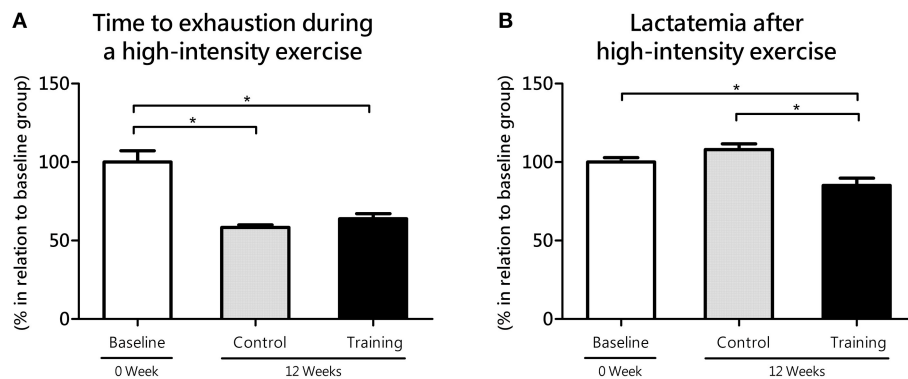 A
Time to exhaustion during
a high-intensity exercise
(% in relation to baseline group)
150
100
50
0
*
*
Baseline Control Training
0 Week 12 Weeks
B
Lactatemia after
high-intensity exercise
(% in relation to baseline group)
150
100
50
0
*
*
Baseline Control Training
0 Week 12 Weeks